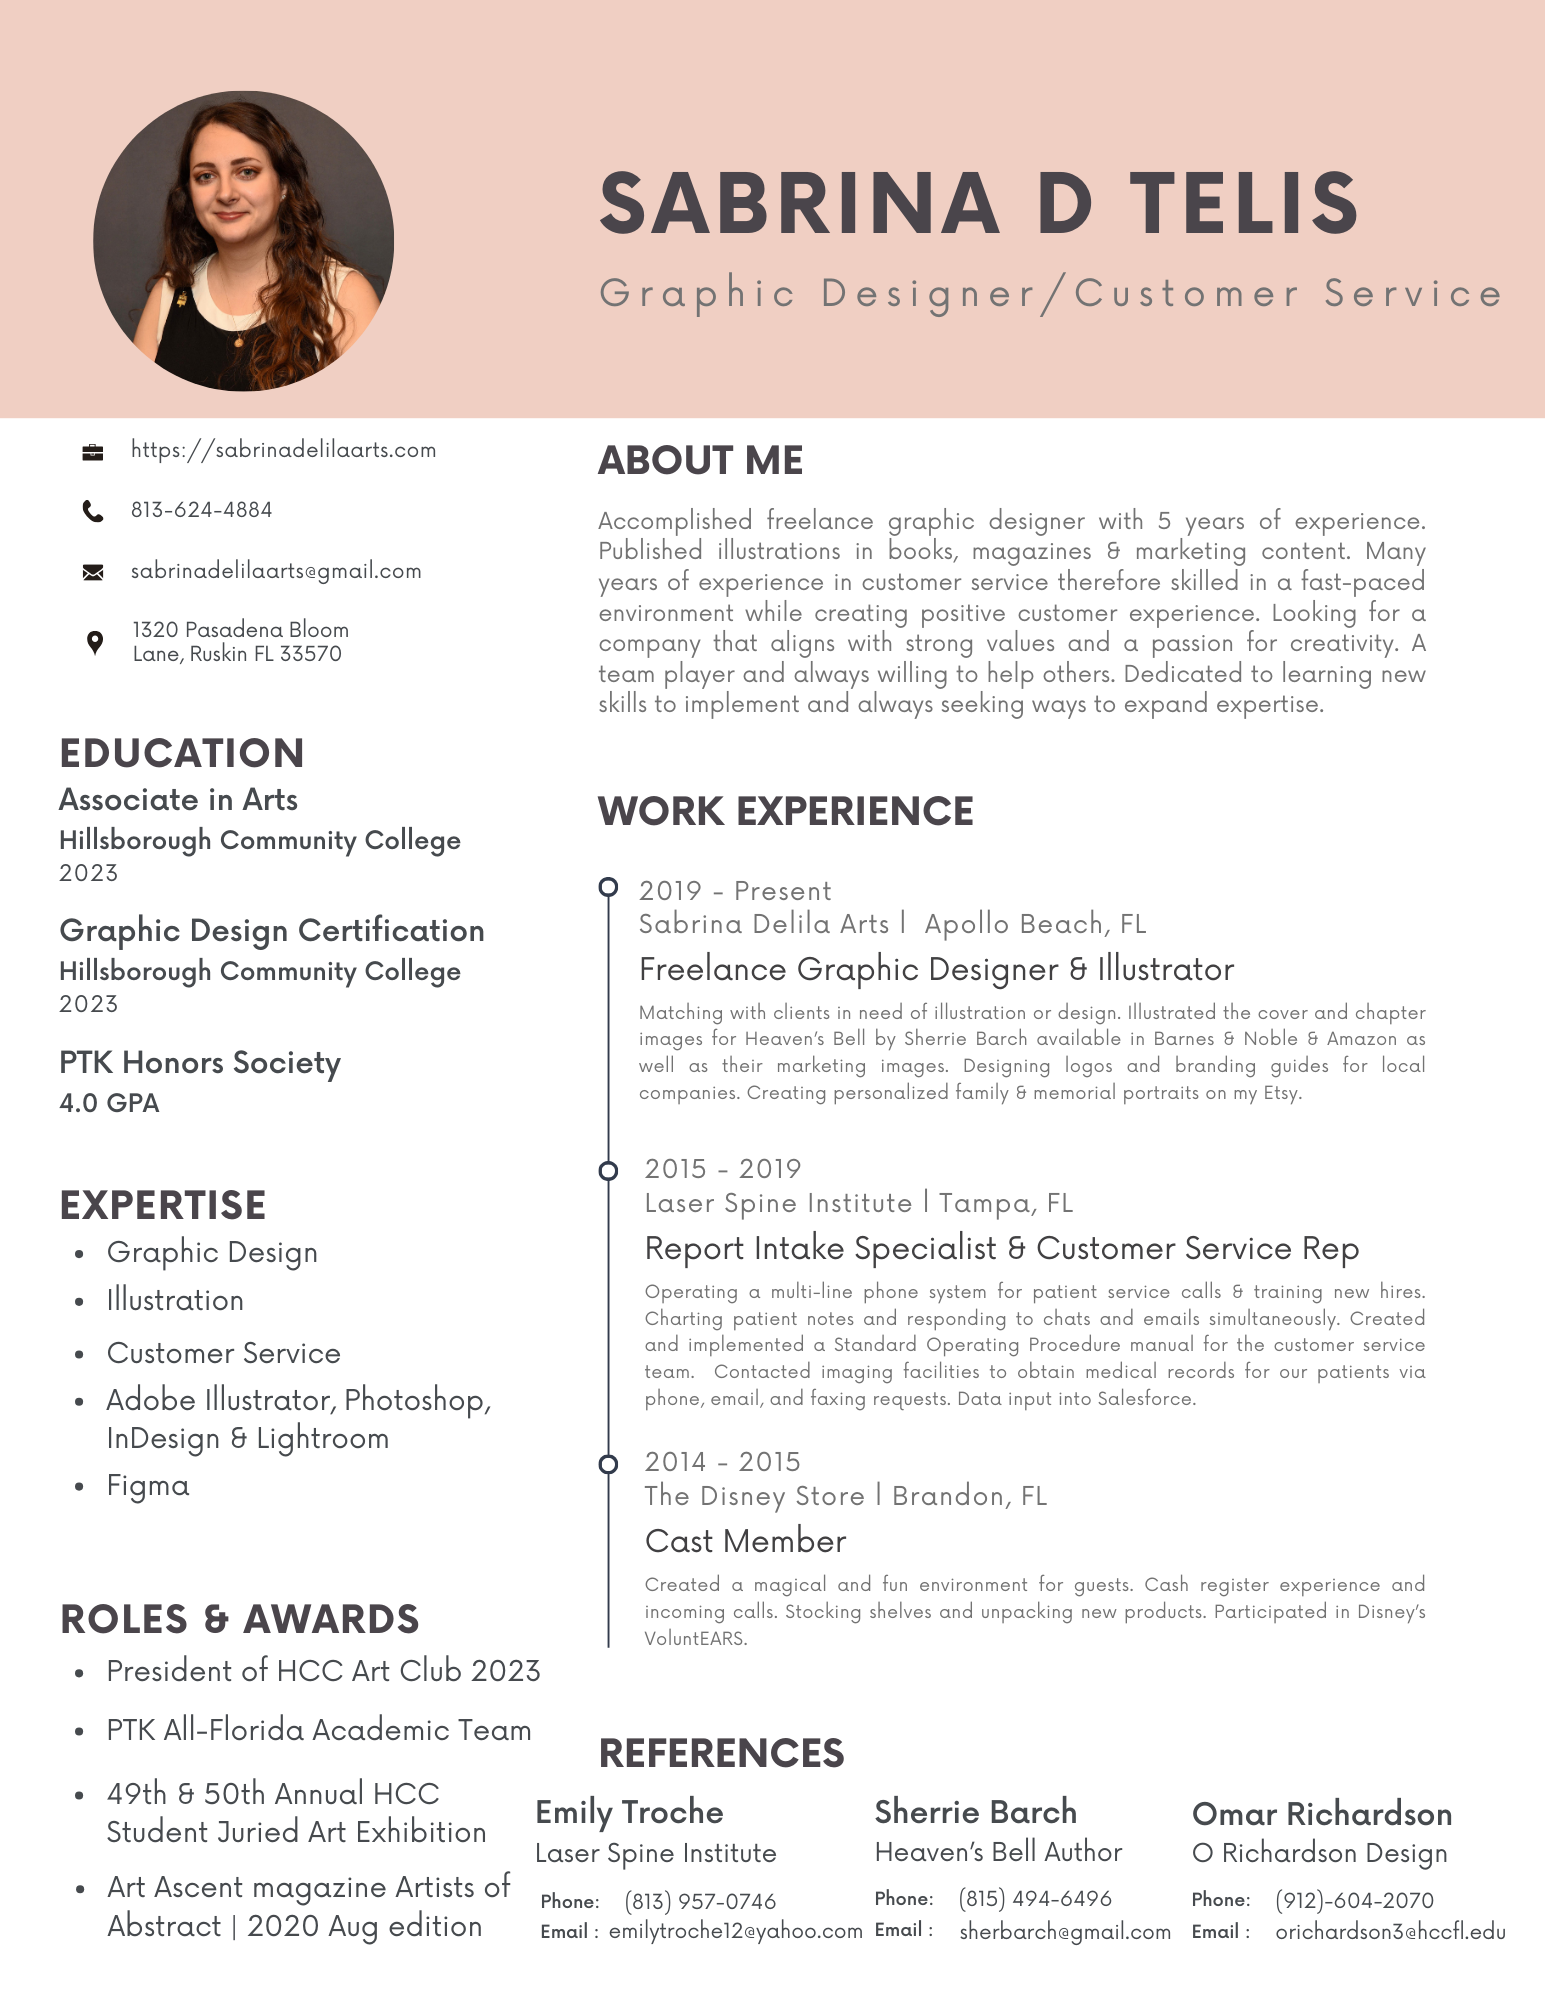 SABRINA D TELIS
Graphic Designer/Customer Service
https://sabrinadelilaarts.com
813-624-4884
sabrinadelilaarts@gmail.com
1320 Pasadena Bloom
Lane, Ruskin FL 33570
EDUCATION
Associate in Arts
Hillsborough Community College
2023
Graphic Design Certification
Hillsborough Community College
2023
PTK Honors Society
4.0 GPA
EXPERTISE
• Graphic Design
• Illustration
• Customer Service
• Adobe Illustrator, Photoshop,
InDesign & Lightroom
• Figma
ROLES & AWARDS
• President of HCC Art Club 2023
• PTK All-Florida Academic Team
• 49th & 50th Annual HCC
Student Juried Art Exhibition
• Art Ascent magazine Artists of
Abstract | 2020 Aug edition
ABOUT ME
Accomplished freelance graphic designer with 5 years of experience.
Published illustrations in books, magazines & marketing content. Many
years of experience in customer service therefore skilled in a fast-paced
environment while creating positive customer experience. Looking for a
company that aligns with strong values and a passion for creativity. A
team player and always willing to help others. Dedicated to learning new
skills to implement and always seeking ways to expand expertise.
WORK EXPERIENCE
2019 - Present
Sabrina Delila Arts | Apollo Beach, FL
Freelance Graphic Designer & Illustrator
Matching with clients in need of illustration or design. Illustrated the cover and chapter
images for Heaven's Bell by Sherrie Barch available in Barnes & Noble & Amazon as
well as their marketing images. Designing logos and branding guides for local
companies. Creating personalized family & memorial portraits on my Etsy.
2015 - 2019
Laser Spine Institute | Tampa, FL
Report Intake Specialist & Customer Service Rep
Operating a multi-line phone system for patient service calls & training new hires.
Charting patient notes and responding to chats and emails simultaneously. Created
and implemented a Standard Operating Procedure manual for the customer service
team. Contacted imaging facilities to obtain medical records for our patients via
phone, email, and faxing requests. Data input into Salesforce.
2014 - 2015
The Disney Store | Brandon, FL
Cast Member
Created a magical and fun environment for guests. Cash register experience and
incoming calls. Stocking shelves and unpacking new products. Participated in Disney's
VoluntEARS.
REFERENCES
Emily Troche
Laser Spine Institute
Phone: (813) 957-0746
Email : emilytroche12@yahoo.com
Sherrie Barch
Heaven's Bell Author
Phone: (815) 494-6496
Email : sherbarch@gmail.com
Omar Richardson
O Richardson Design
Phone: (912)-604-2070
Email : orichardson3@hccfl.edu